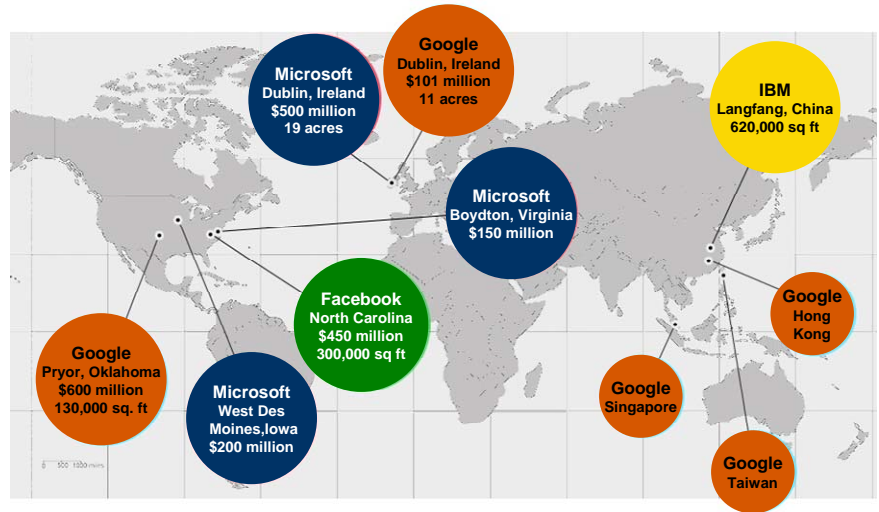 Microsoft
Dublin, Ireland
$500 million
19 acres
Google
Dublin, Ireland
$101 million
11 acres
IBM
Langfang, China
620,000 sq ft
Microsoft
Boydton, Virginia
$150 million
Facebook
North Carolina
$450 million
300,000 sq ft
Google
Hong
Kong
Google
Pryor, Oklahoma
$600 million
130,000 sq. ft
Microsoft
West Des
Moines,Iowa
$200 million
Google
Singapore
Google
Taiwan
0 500 1000